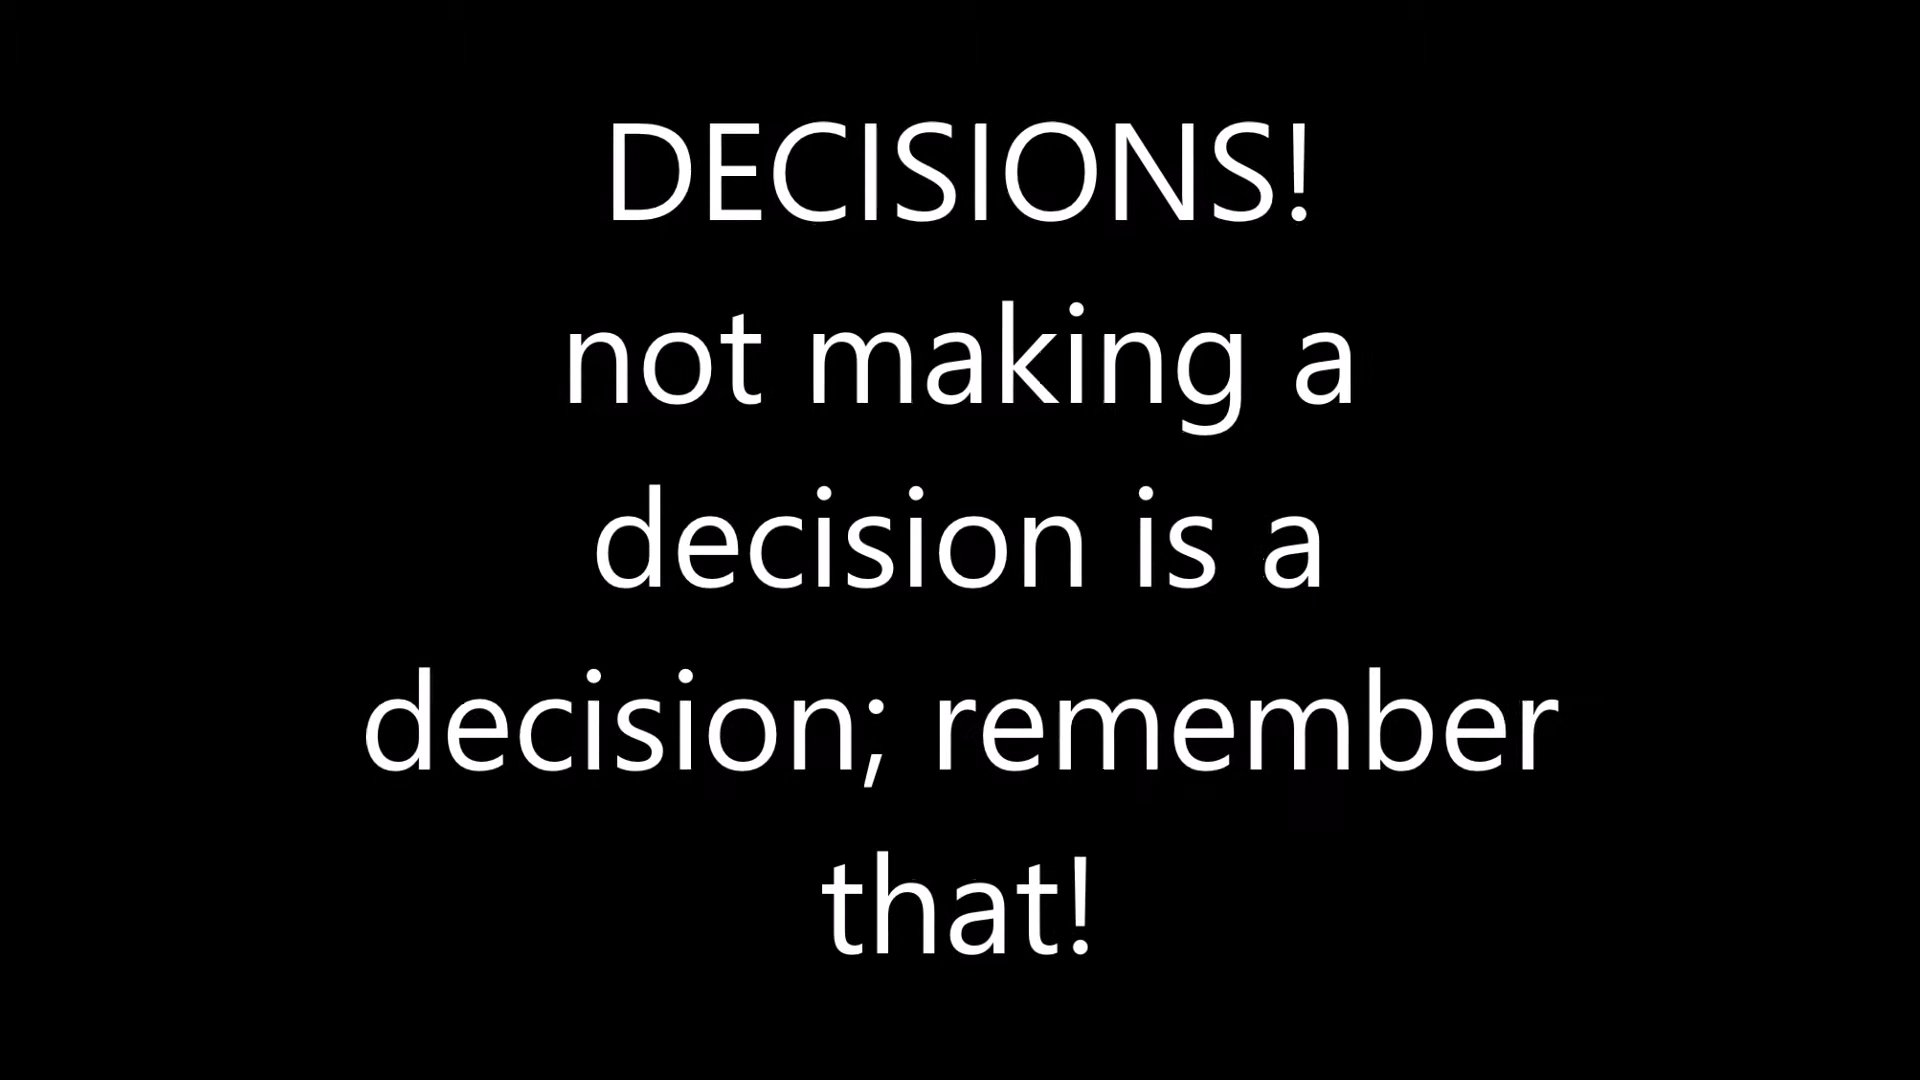 DECISIONS!
not making a
decision is a
decision; remember
that!